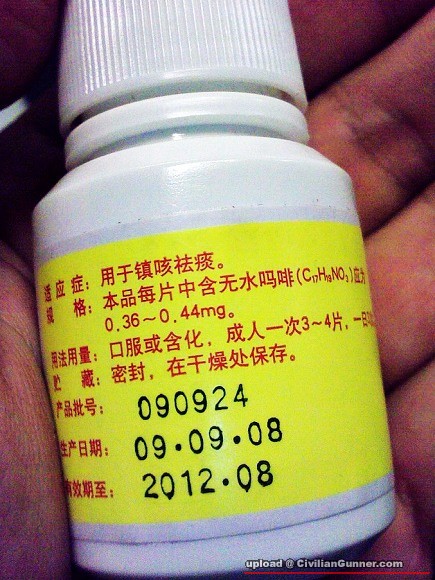 适应症：用于镇咳祛痰。
规格：本品每片中含无水吗啡(C₁₇H₁₉NO₃)应为
0.36～0.44mg。
用法用量：口服或含化，成人一次3～4片，一日
贮藏：密封，在干燥处保存。
产品批号：090924
生产日期：09·09·08
有效期至：2012·08
upload @ CivilianGunner.com